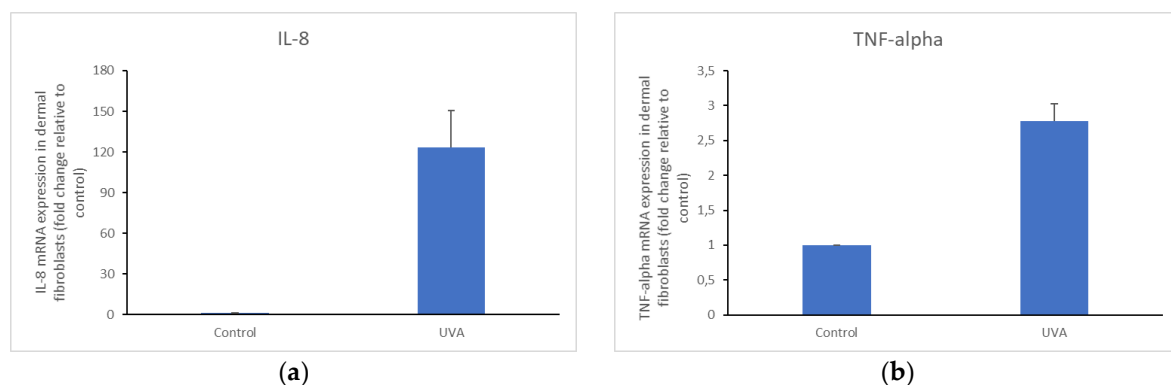 IL-8
IL-8 mRNA expression in dermal
fibroblasts (fold change relative to
control)
180
150
120
90
60
30
0
Control
UVA
(a)
TNF-alpha
TNF-alpha mRNA expression in dermal
fibroblasts (fold change relative to
control)
3,5
3
2,5
2
1,5
1
0,5
0
Control
UVA
(b)